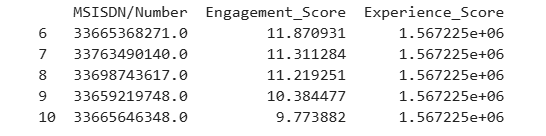 MSISDN/Number Engagement_Score Experience_Score
6 33665368271.0 11.870931 1.567225e+06
7 33763490140.0 11.311284 1.567225e+06
8 33698743617.0 11.219251 1.567225e+06
9 33659219748.0 10.384477 1.567225e+06
10 33665646348.0 9.773882 1.567225e+06